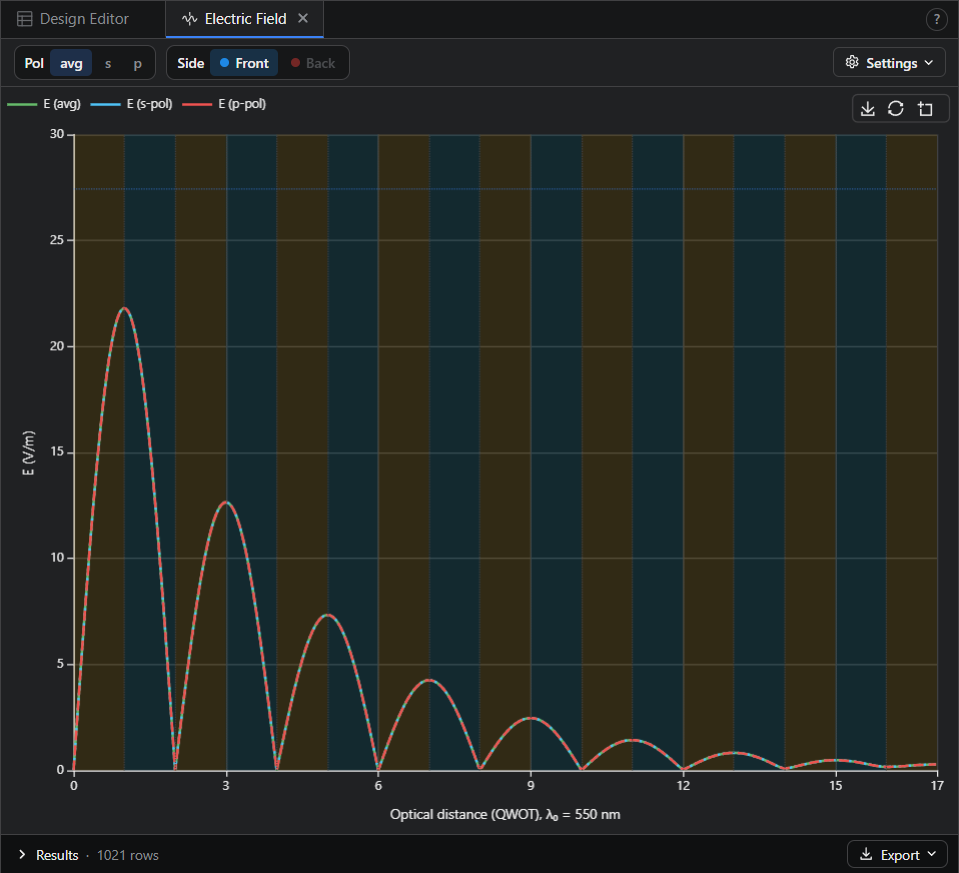 Design Editor
Electric Field
?
Pol avg s p
Side Front Back
Settings
E (avg) E (s-pol) E (p-pol)
30
25
20
15
10
5
0
E (V/m)
0 3 6 9 12 15 17
Optical distance (QWOT), λ₀ = 550 nm
Results · 1021 rows
Export